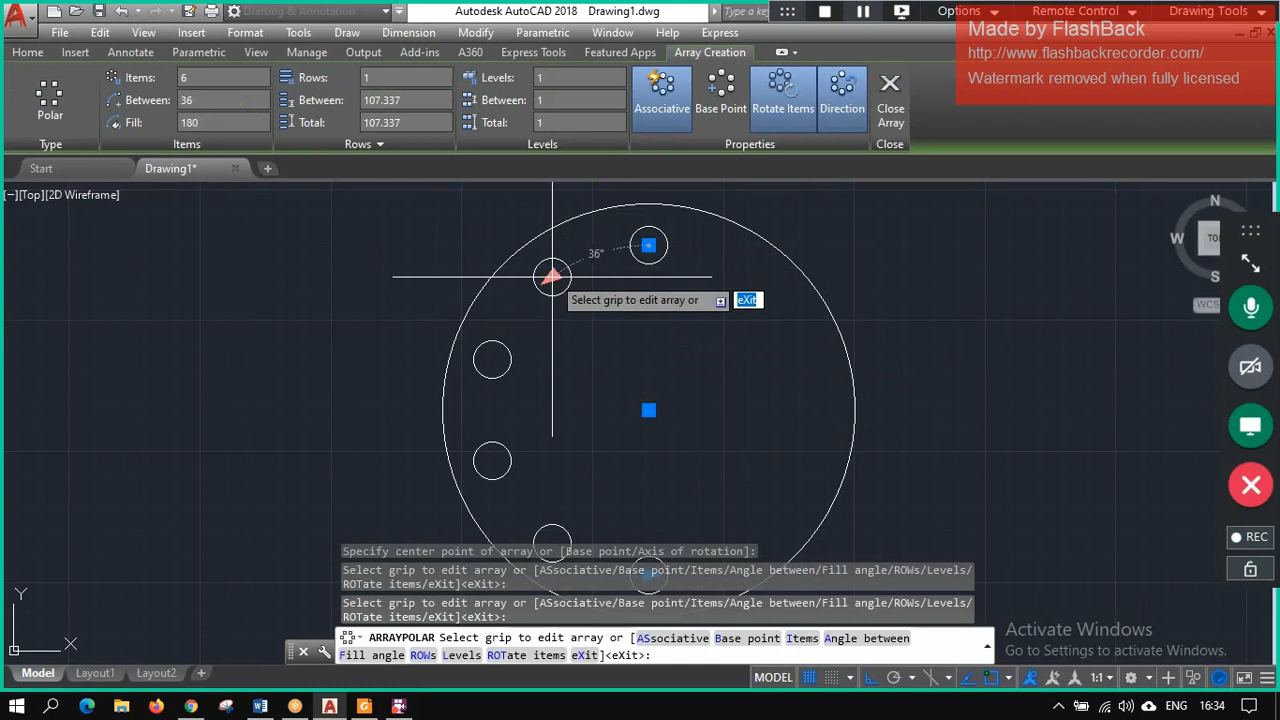 Drafting & Annotation
Autodesk AutoCAD 2018 Drawing1.dwg
Type a key
Options
Remote Control
Drawing Tools
Made by FlashBack
http://www.flashbackrecorder.com/
Watermark removed when fully licensed
File Edit View Insert Format Tools Draw Dimension Modify Parametric Window Help Express
Home Insert Annotate Parametric View Manage Output Add-ins A360 Express Tools Featured Apps Array Creation
Items: 6 Rows: 1 Levels: 1
Between: 36 Between: 107.337 Between: 1
Fill: 180 Total: 107.337 Total: 1
Polar
Associative Base Point Rotate Items Direction Close Array
Type Items Rows Levels Properties Close
Start Drawing1*
[−][Top][2D Wireframe]
N
W
S
WCS
36°
Select grip to edit array or eXit
REC
Specify center point of array or [Base point/Axis of rotation]:
Select grip to edit array or [ASsociative/Base point/Items/Angle between/Fill angle/ROWs/Levels/
ROTate items/eXit]<eXit>:
Select grip to edit array or [ASsociative/Base point/Items/Angle between/Fill angle/ROWs/Levels/
ROTate items/eXit]<eXit>:
ARRAYPOLAR Select grip to edit array or [ASsociative Base point Items Angle between
Fill angle ROWs Levels ROTate items eXit]<eXit>:
Y
X
Activate Windows
Go to Settings to activate Windows.
Model Layout1 Layout2
MODEL
1:1
ENG 16:34